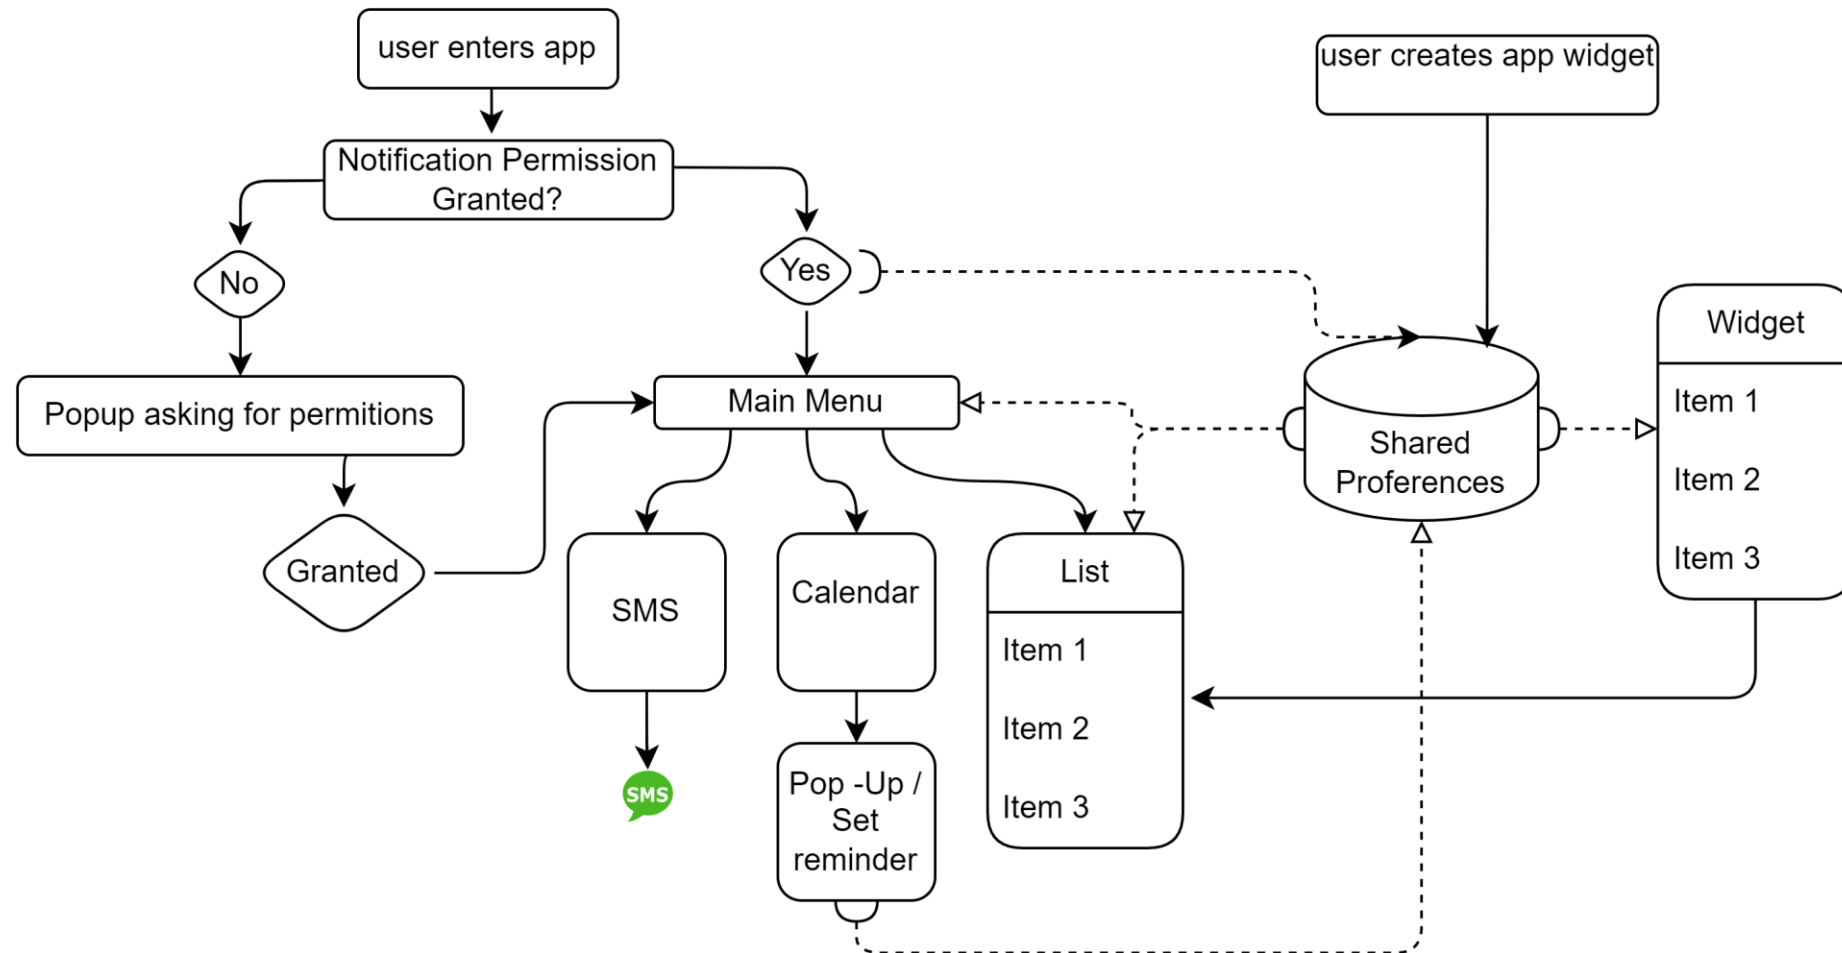 user enters app
user creates app widget
Notification Permission
Granted?
No
Yes
Popup asking for permitions
Granted
Main Menu
Shared
Proferences
Widget
Item 1
Item 2
Item 3
SMS
Calendar
List
Item 1
Item 2
Item 3
SMS
Pop -Up /
Set
reminder